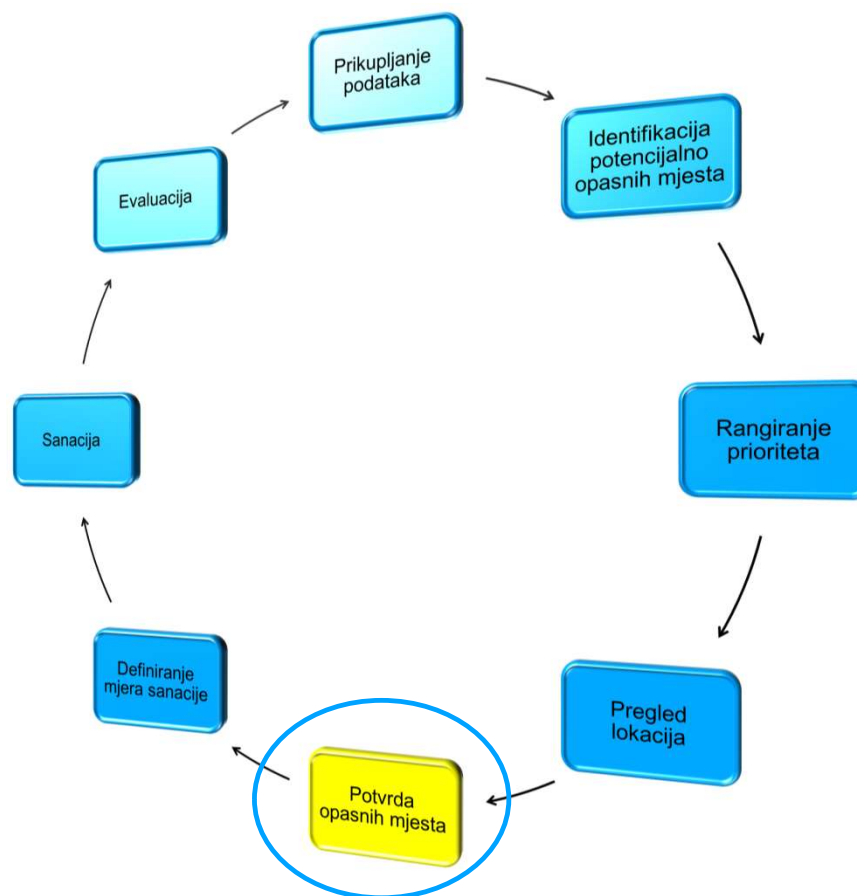 Prikupljanje
podataka
Identifikacija
potencijalno
opasnih mjesta
Rangiranje
prioriteta
Pregled
lokacija
Potvrda
opasnih mjesta
Definiranje
mjera sanacije
Sanacija
Evaluacija